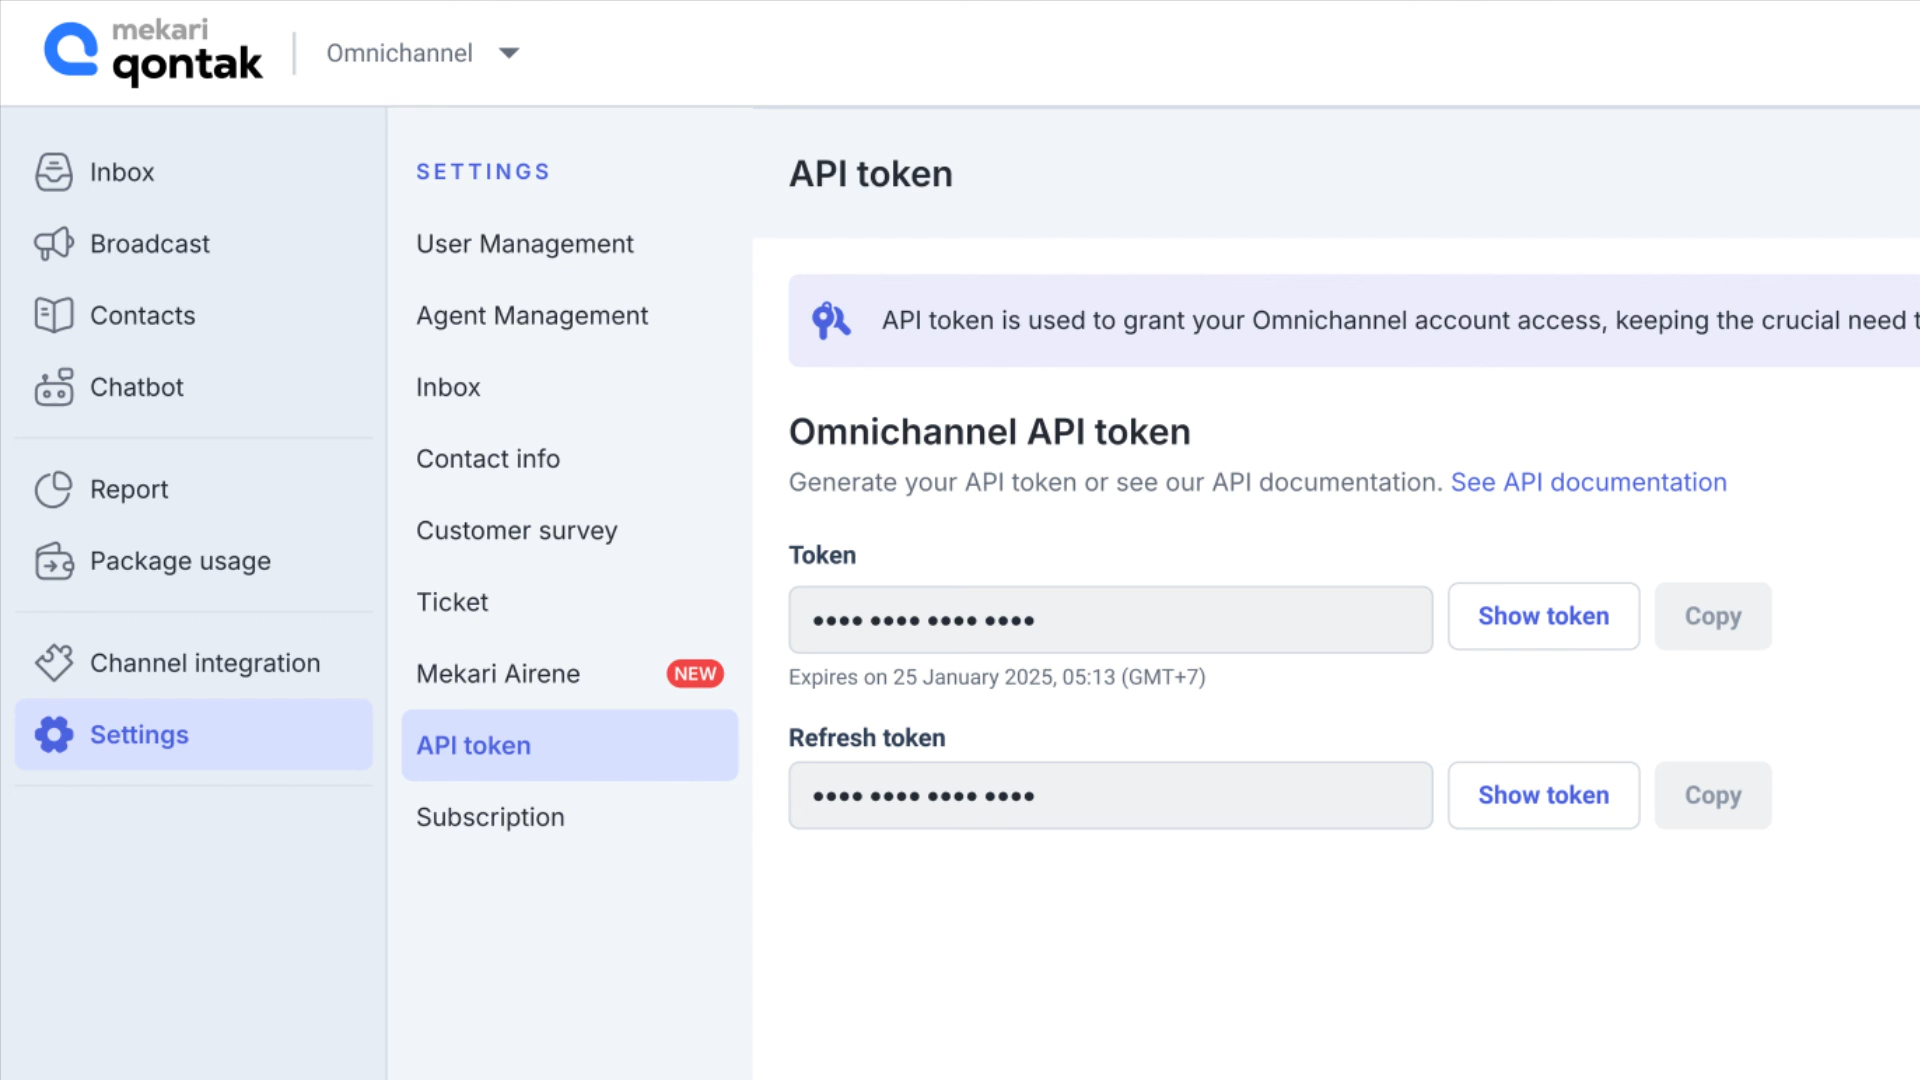 mekari
qontak
Omnichannel
Inbox
Broadcast
Contacts
Chatbot
Report
Package usage
Channel integration
Settings
SETTINGS
User Management
Agent Management
Inbox
Contact info
Customer survey
Ticket
Mekari Airene NEW
API token
Subscription
API token
API token is used to grant your Omnichannel account access, keeping the crucial need t
Omnichannel API token
Generate your API token or see our API documentation. See API documentation
Token
•••• •••• •••• •••• Show token Copy
Expires on 25 January 2025, 05:13 (GMT+7)
Refresh token
•••• •••• •••• •••• Show token Copy